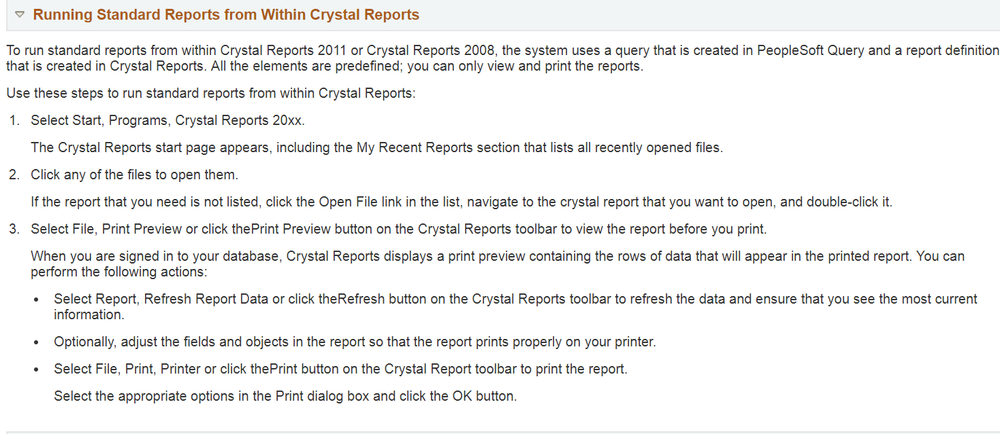 Running Standard Reports from Within Crystal Reports
To run standard reports from within Crystal Reports 2011 or Crystal Reports 2008, the system uses a query that is created in PeopleSoft Query and a report definition
that is created in Crystal Reports. All the elements are predefined; you can only view and print the reports.
Use these steps to run standard reports from within Crystal Reports:
1. Select Start, Programs, Crystal Reports 20xx.
The Crystal Reports start page appears, including the My Recent Reports section that lists all recently opened files.
2. Click any of the files to open them.
If the report that you need is not listed, click the Open File link in the list, navigate to the crystal report that you want to open, and double-click it.
3. Select File, Print Preview or click thePrint Preview button on the Crystal Reports toolbar to view the report before you print.
When you are signed in to your database, Crystal Reports displays a print preview containing the rows of data that will appear in the printed report. You can
perform the following actions:
• Select Report, Refresh Report Data or click theRefresh button on the Crystal Reports toolbar to refresh the data and ensure that you see the most current
information.
• Optionally, adjust the fields and objects in the report so that the report prints properly on your printer.
• Select File, Print, Printer or click thePrint button on the Crystal Report toolbar to print the report.
Select the appropriate options in the Print dialog box and click the OK button.